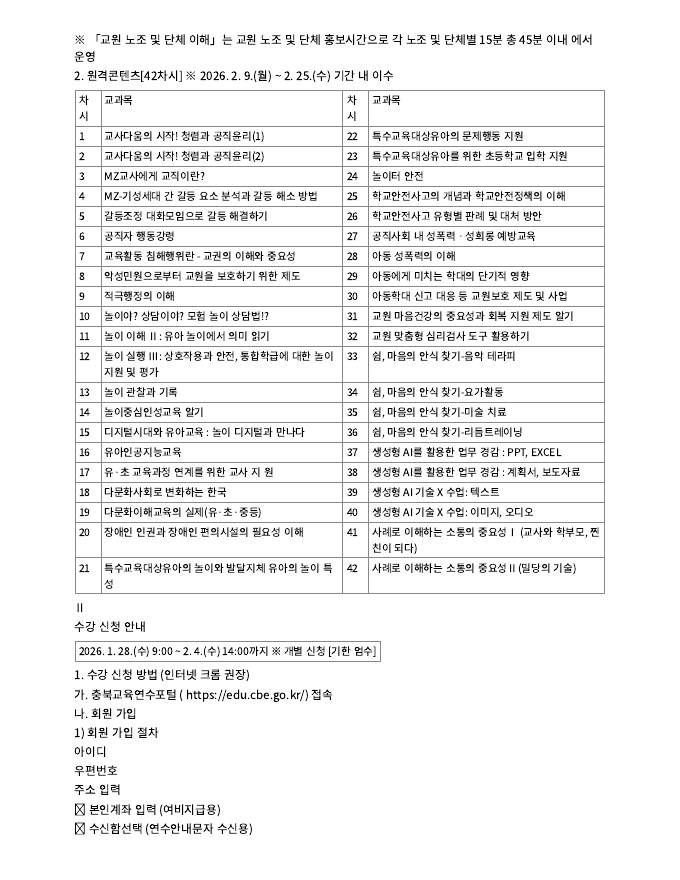 ※ 「교원 노조 및 단체 이해」는 교원 노조 및 단체 홍보시간으로 각 노조 및 단체별 15분 총 45분 이내 에서
운영
2. 원격콘텐츠[42차시] ※ 2026. 2. 9.(월) ~ 2. 25.(수) 기간 내 이수
차시 교과목 차시 교과목
1 교사다움의 시작! 청렴과 공직윤리(1) 22 특수교육대상유아의 문제행동 지원
2 교사다움의 시작! 청렴과 공직윤리(2) 23 특수교육대상유아를 위한 초등학교 입학 지원
3 MZ교사에게 교직이란? 24 놀이터 안전
4 MZ-기성세대 간 갈등 요소 분석과 갈등 해소 방법 25 학교안전사고의 개념과 학교안전정책의 이해
5 갈등조정 대화모임으로 갈등 해결하기 26 학교안전사고 유형별 판례 및 대처 방안
6 공직자 행동강령 27 공직사회 내 성폭력ㆍ성희롱 예방교육
7 교육활동 침해행위란 - 교권의 이해와 중요성 28 아동 성폭력의 이해
8 악성민원으로부터 교원을 보호하기 위한 제도 29 아동에게 미치는 학대의 단기적 영향
9 적극행정의 이해 30 아동학대 신고 대응 등 교원보호 제도 및 사업
10 놀이야? 상담이야? 모험 놀이 상담법!? 31 교원 마음건강의 중요성과 회복 지원 제도 알기
11 놀이 이해 Ⅱ : 유아 놀이에서 의미 읽기 32 교원 맞춤형 심리검사 도구 활용하기
12 놀이 실행 Ⅲ: 상호작용과 안전, 통합학급에 대한 놀이 33 쉼, 마음의 안식 찾기-음악 테라피
지원 및 평가
13 놀이 관찰과 기록 34 쉼, 마음의 안식 찾기-요가활동
14 놀이중심인성교육 알기 35 쉼, 마음의 안식 찾기-미술 치료
15 디지털시대와 유아교육 : 놀이 디지털과 만나다 36 쉼, 마음의 안식 찾기-리듬트레이닝
16 유아인공지능교육 37 생성형 AI를 활용한 업무 경감 : PPT, EXCEL
17 유·초 교육과정 연계를 위한 교사 지 원 38 생성형 AI를 활용한 업무 경감 : 계획서, 보도자료
18 다문화사회로 변화하는 한국 39 생성형 AI 기술 X 수업: 텍스트
19 다문화이해교육의 실제(유·초·중등) 40 생성형 AI 기술 X 수업: 이미지, 오디오
20 장애인 인권과 장애인 편의시설의 필요성 이해 41 사례로 이해하는 소통의 중요성Ⅰ (교사와 학부모, 찐
친이 되다)
21 특수교육대상유아의 놀이와 발달지체 유아의 놀이 특 42 사례로 이해하는 소통의 중요성Ⅱ (밀당의 기술)
성
Ⅱ
수강 신청 안내
2026. 1. 28.(수) 9:00 ~ 2. 4.(수) 14:00까지 ※ 개별 신청 [기한 엄수]
1. 수강 신청 방법 (인터넷 크롬 권장)
가. 충북교육연수포털 ( https://edu.cbe.go.kr/) 접속
나. 회원 가입
1) 회원 가입 절차
아이디
우편번호
주소 입력
☒ 본인계좌 입력 (여비지급용)
☒ 수신함선택 (연수안내문자 수신용)